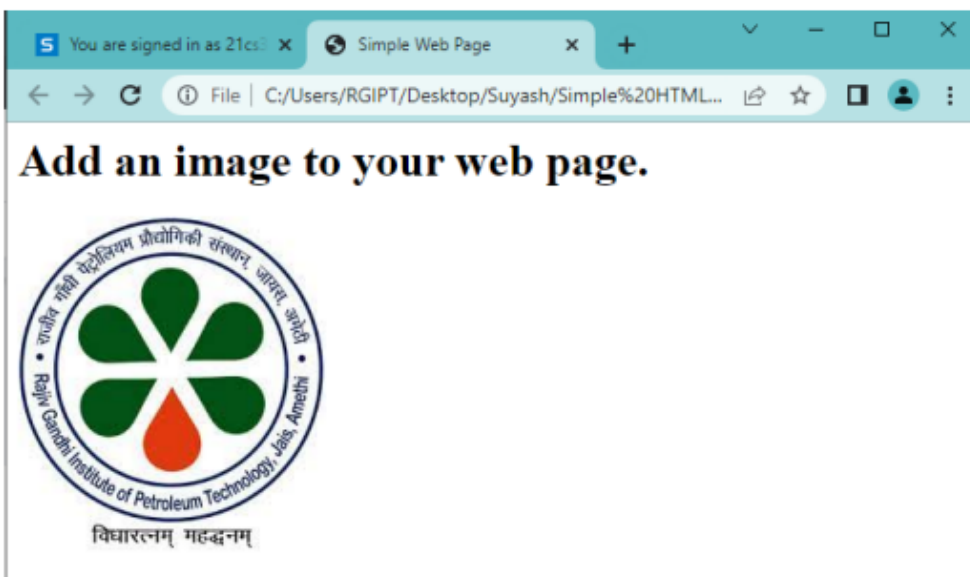 You are signed in as 21cs3
Simple Web Page
File | C:/Users/RGIPT/Desktop/Suyash/Simple%20HTML...
Add an image to your web page.
राजीव गाँधी पेट्रोलियम प्रौद्योगिकी संस्थान, जायस, अमेठी
Rajiv Gandhi Institute of Petroleum Technology, Jais, Amethi
विधारत्नम् महद्धनम्